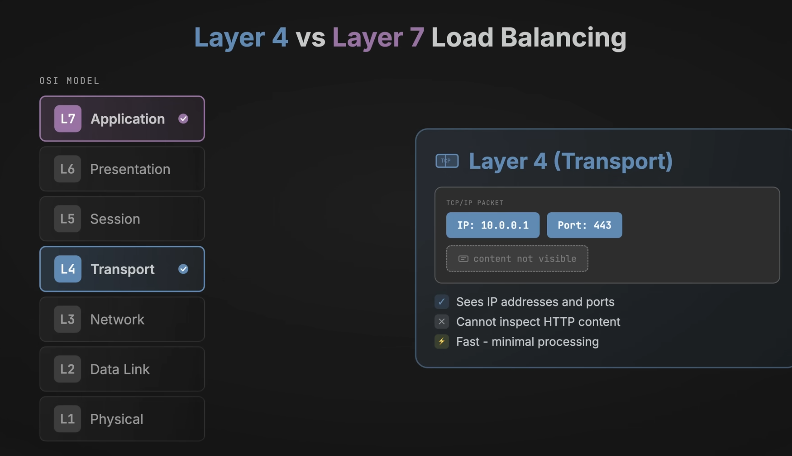 Layer 4 vs Layer 7 Load Balancing
OSI MODEL
L7 Application
L6 Presentation
L5 Session
L4 Transport
L3 Network
L2 Data Link
L1 Physical
Layer 4 (Transport)
TCP/IP PACKET
IP: 10.0.0.1 Port: 443
content not visible
Sees IP addresses and ports
Cannot inspect HTTP content
Fast - minimal processing